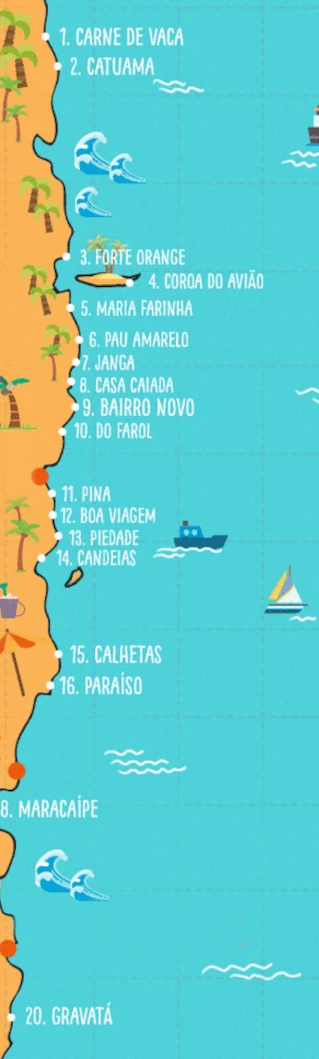 1. CARNE DE VACA
2. CATUAMA
3. FORTE ORANGE
4. COROA DO AVIÃO
5. MARIA FARINHA
6. PAU AMARELO
7. JANGA
8. CASA CAIADA
9. BAIRRO NOVO
10. DO FAROL
11. PINA
12. BOA VIAGEM
13. PIEDADE
14. CANDEIAS
15. CALHETAS
16. PARAÍSO
8. MARACAÍPE
20. GRAVATÁ